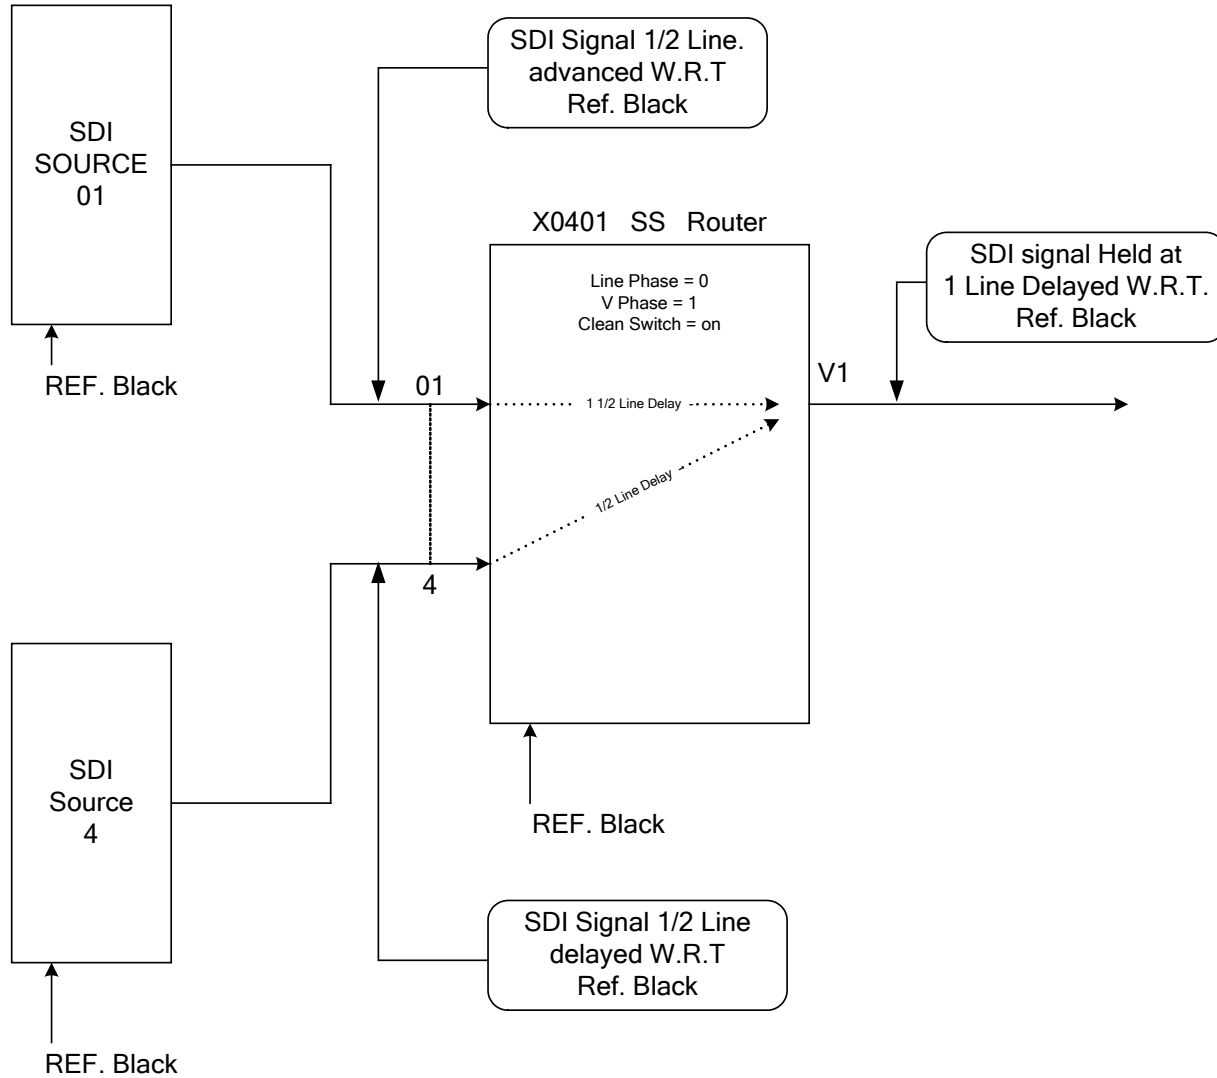 SDI Signal 1/2 Line.
advanced W.R.T
Ref. Black
SDI
SOURCE
01
REF. Black
X0401 SS Router
Line Phase = 0
V Phase = 1
Clean Switch = on
SDI signal Held at
1 Line Delayed W.R.T.
Ref. Black
01
V1
1 1/2 Line Delay
1/2 Line Delay
4
SDI
Source
4
REF. Black
REF. Black
SDI Signal 1/2 Line
delayed W.R.T
Ref. Black